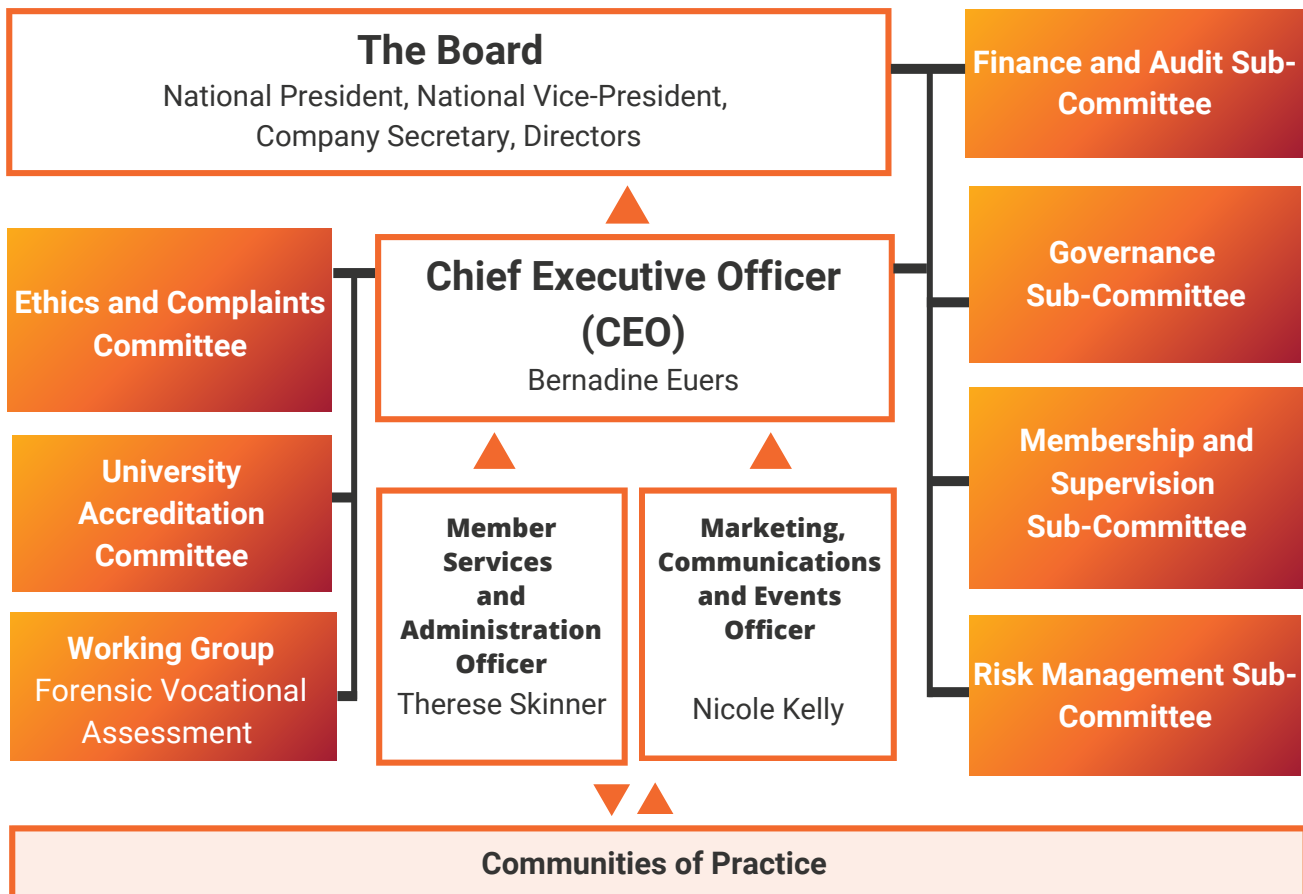 The Board
National President, National Vice-President,
Company Secretary, Directors
Finance and Audit Sub-
Committee
Chief Executive Officer
(CEO)
Bernadine Euers
Ethics and Complaints
Committee
Governance
Sub-Committee
University
Accreditation
Committee
Member
Services
and
Administration
Officer
Therese Skinner
Marketing,
Communications
and Events
Officer
Nicole Kelly
Membership and
Supervision
Sub-Committee
Working Group
Forensic Vocational
Assessment
Risk Management Sub-
Committee
Communities of Practice